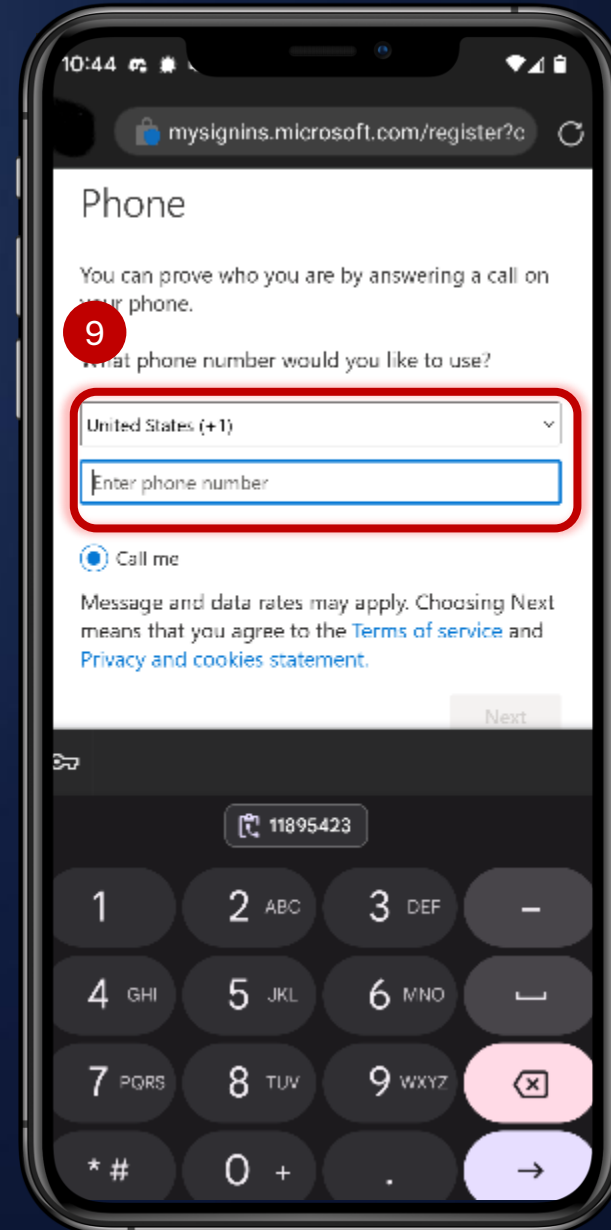 10:44
mysignins.microsoft.com/register?c
Phone
You can prove who you are by answering a call on
your phone.
9
What phone number would you like to use?
United States (+1)
Enter phone number
Call me
Message and data rates may apply. Choosing Next
means that you agree to the Terms of service and
Privacy and cookies statement.
Next
11895423
1
2 ABC
3 DEF
-
4 GHI
5 JKL
6 MNO
7 PQRS
8 TUV
9 WXYZ
* #
0 +
.